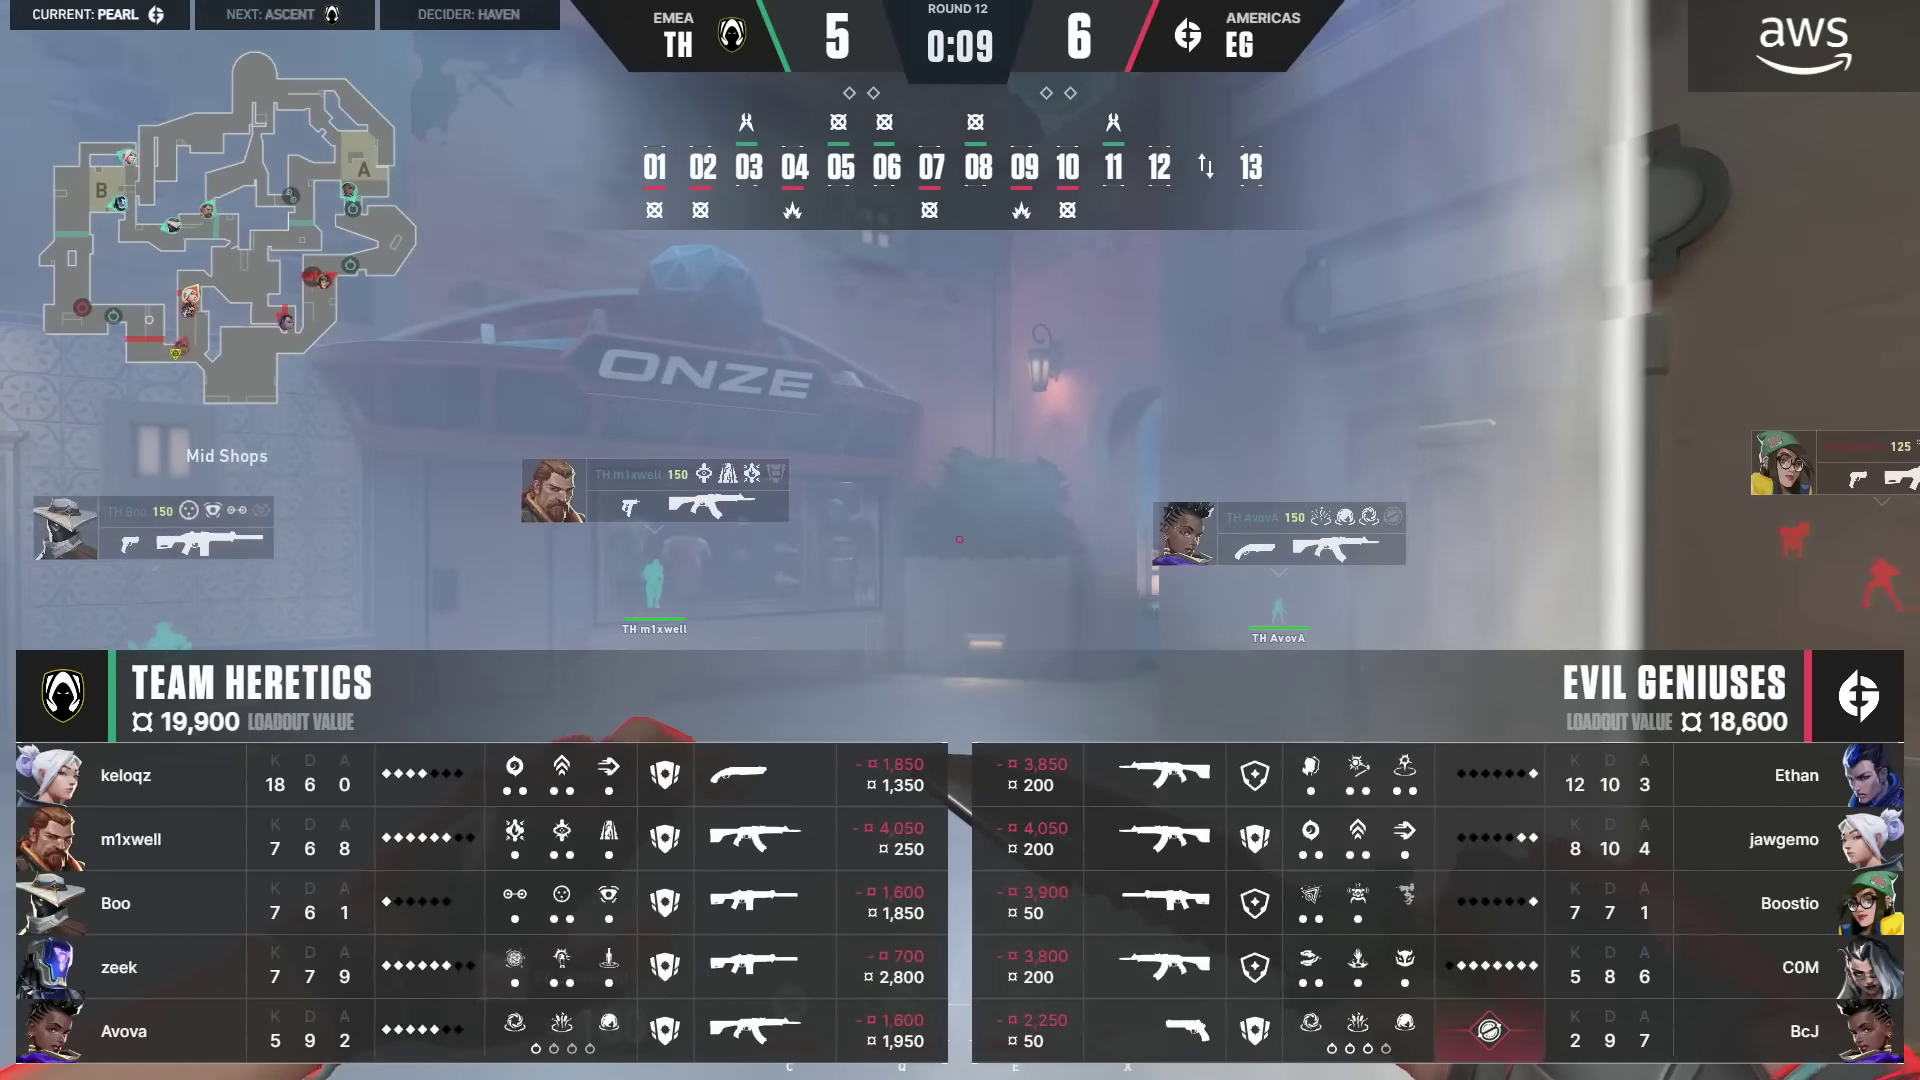 CURRENT: PEARL
NEXT: ASCENT
DECIDER: HAVEN
EMEA
TH
5
ROUND 12
0:09
6
AMERICAS
EG
aws
01 02 03 04 05 06 07 08 09 10 11 12 13
A
B
ONZE
Mid Shops
TH Boo 150
TH m1xwell 150
TH AvovA 150
125
TH m1xwell
TH AvovA
TEAM HERETICS
19,900 LOADOUT VALUE
EVIL GENIUSES
LOADOUT VALUE 18,600
keloqz K 18 D 6 A 0 - 1,850 1,350
- 3,850 200 K 12 D 10 A 3 Ethan
m1xwell K 7 D 6 A 8 - 4,050 250
- 4,050 200 K 8 D 10 A 4 jawgemo
Boo K 7 D 6 A 1 - 1,600 1,850
- 3,900 50 K 7 D 7 A 1 Boostio
zeek K 7 D 7 A 9 - 700 2,800
- 3,800 200 K 5 D 8 A 6 C0M
Avova K 5 D 9 A 2 - 1,600 1,950
- 2,250 50 K 2 D 9 A 7 BcJ
C Q E X